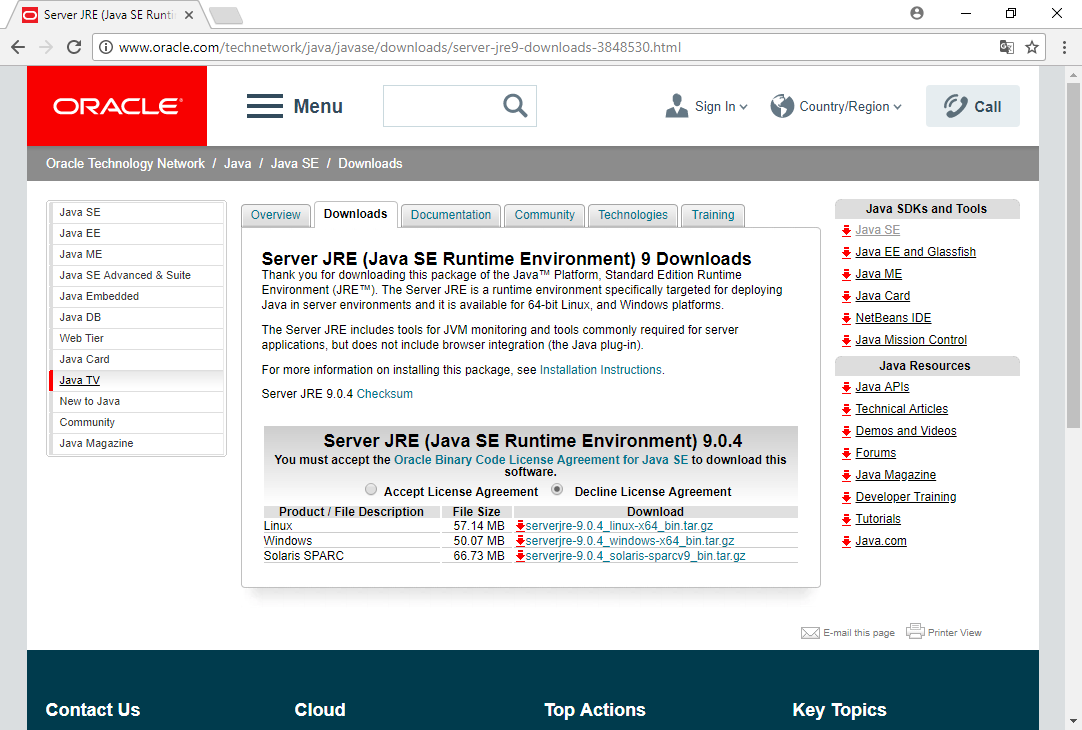 Server JRE (Java SE Runti
www.oracle.com/technetwork/java/javase/downloads/server-jre9-downloads-3848530.html
ORACLE
Menu
Sign In
Country/Region
Call
Oracle Technology Network / Java / Java SE / Downloads
Java SE
Java EE
Java ME
Java SE Advanced & Suite
Java Embedded
Java DB
Web Tier
Java Card
Java TV
New to Java
Community
Java Magazine
Overview
Downloads
Documentation
Community
Technologies
Training
Server JRE (Java SE Runtime Environment) 9 Downloads
Thank you for downloading this package of the Java™ Platform, Standard Edition Runtime
Environment (JRE™). The Server JRE is a runtime environment specifically targeted for deploying
Java in server environments and it is available for 64-bit Linux, and Windows platforms.
The Server JRE includes tools for JVM monitoring and tools commonly required for server
applications, but does not include browser integration (the Java plug-in).
For more information on installing this package, see Installation Instructions.
Server JRE 9.0.4 Checksum
Server JRE (Java SE Runtime Environment) 9.0.4
You must accept the Oracle Binary Code License Agreement for Java SE to download this
software.
Accept License Agreement Decline License Agreement
Product / File Description File Size Download
Linux 57.14 MB serverjre-9.0.4_linux-x64_bin.tar.gz
Windows 50.07 MB serverjre-9.0.4_windows-x64_bin.tar.gz
Solaris SPARC 66.73 MB serverjre-9.0.4_solaris-sparcv9_bin.tar.gz
Java SDKs and Tools
Java SE
Java EE and Glassfish
Java ME
Java Card
NetBeans IDE
Java Mission Control
Java Resources
Java APIs
Technical Articles
Demos and Videos
Forums
Java Magazine
Developer Training
Tutorials
Java.com
E-mail this page Printer View
Contact Us
Cloud
Top Actions
Key Topics